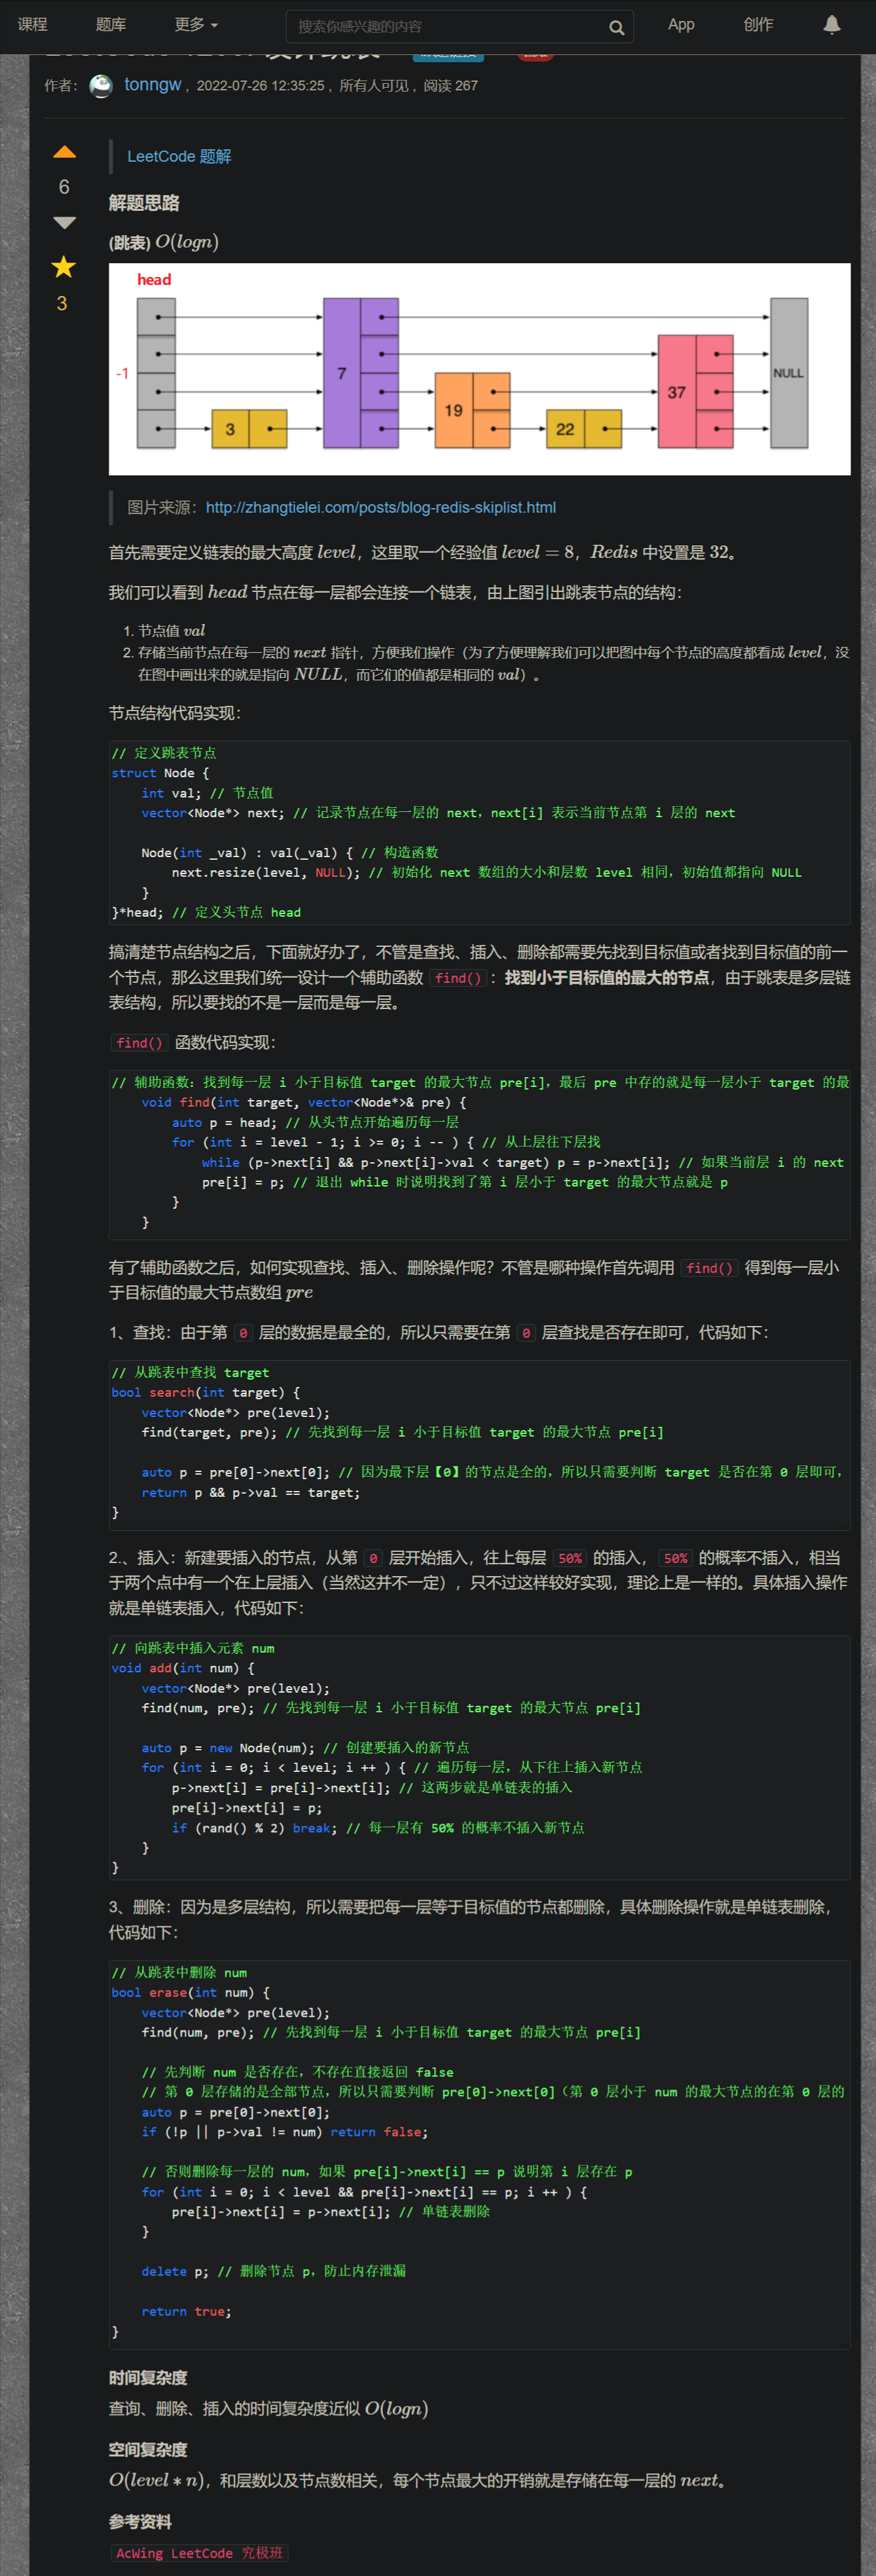 课程 题库 更多 搜索你感兴趣的内容 App 创作
作者： tonngw ， 2022-07-26 12:35:25 ， 所有人可见 ， 阅读 267
6
3
LeetCode 题解
解题思路
(跳表) O(logn)
head
-1
3 7 19 22 37 NULL
图片来源：http://zhangtielei.com/posts/blog-redis-skiplist.html
首先需要定义链表的最大高度 level，这里取一个经验值 level = 8，Redis 中设置是 32。
我们可以看到 head 节点在每一层都会连接一个链表，由上图引出跳表节点的结构：
1. 节点值 val
2. 存储当前节点在每一层的 next 指针，方便我们操作（为了方便理解我们可以把图中每个节点的高度都看成 level，没
在图中画出来的就是指向 NULL，而它们的值都是相同的 val）。
节点结构代码实现：
// 定义跳表节点
struct Node {
    int val; // 节点值
    vector<Node*> next; // 记录节点在每一层的 next，next[i] 表示当前节点第 i 层的 next
    Node(int _val) : val(_val) { // 构造函数
        next.resize(level, NULL); // 初始化 next 数组的大小和层数 level 相同，初始值都指向 NULL
    }
}*head; // 定义头节点 head
搞清楚节点结构之后，下面就好办了，不管是查找、插入、删除都需要先找到目标值或者找到目标值的前一
个节点，那么这里我们统一设计一个辅助函数 find() ：找到小于目标值的最大的节点，由于跳表是多层链
表结构，所以要找的不是一层而是每一层。
find() 函数代码实现：
// 辅助函数：找到每一层 i 小于目标值 target 的最大节点 pre[i]，最后 pre 中存的就是每一层小于 target 的最
    void find(int target, vector<Node*>& pre) {
        auto p = head; // 从头节点开始遍历每一层
        for (int i = level - 1; i >= 0; i -- ) { // 从上层往下层找
            while (p->next[i] && p->next[i]->val < target) p = p->next[i]; // 如果当前层 i 的 next
            pre[i] = p; // 退出 while 时说明找到了第 i 层小于 target 的最大节点就是 p
        }
    }
有了辅助函数之后，如何实现查找、插入、删除操作呢？不管是哪种操作首先调用 find() 得到每一层小
于目标值的最大节点数组 pre
1、查找：由于第 0 层的数据是最全的，所以只需要在第 0 层查找是否存在即可，代码如下：
// 从跳表中查找 target
bool search(int target) {
    vector<Node*> pre(level);
    find(target, pre); // 先找到每一层 i 小于目标值 target 的最大节点 pre[i]
    auto p = pre[0]->next[0]; // 因为最下层【0】的节点是全的，所以只需要判断 target 是否在第 0 层即可，
    return p && p->val == target;
}
2.、插入：新建要插入的节点，从第 0 层开始插入，往上每层 50% 的插入， 50% 的概率不插入，相当
于两个点中有一个在上层插入（当然这并不一定），只不过这样较好实现，理论上是一样的。具体插入操作
就是单链表插入，代码如下：
// 向跳表中插入元素 num
void add(int num) {
    vector<Node*> pre(level);
    find(num, pre); // 先找到每一层 i 小于目标值 target 的最大节点 pre[i]
    auto p = new Node(num); // 创建要插入的新节点
    for (int i = 0; i < level; i ++ ) { // 遍历每一层，从下往上插入新节点
        p->next[i] = pre[i]->next[i]; // 这两步就是单链表的插入
        pre[i]->next[i] = p;
        if (rand() % 2) break; // 每一层有 50% 的概率不插入新节点
    }
}
3、删除：因为是多层结构，所以需要把每一层等于目标值的节点都删除，具体删除操作就是单链表删除，
代码如下：
// 从跳表中删除 num
bool erase(int num) {
    vector<Node*> pre(level);
    find(num, pre); // 先找到每一层 i 小于目标值 target 的最大节点 pre[i]
    // 先判断 num 是否存在，不存在直接返回 false
    // 第 0 层存储的是全部节点，所以只需要判断 pre[0]->next[0]（第 0 层小于 num 的最大节点的在第 0 层的
    auto p = pre[0]->next[0];
    if (!p || p->val != num) return false;
    // 否则删除每一层的 num，如果 pre[i]->next[i] == p 说明第 i 层存在 p
    for (int i = 0; i < level && pre[i]->next[i] == p; i ++ ) {
        pre[i]->next[i] = p->next[i]; // 单链表删除
    }
    delete p; // 删除节点 p，防止内存泄漏
    return true;
}
时间复杂度
查询、删除、插入的时间复杂度近似 O(logn)
空间复杂度
O(level * n)，和层数以及节点数相关，每个节点最大的开销就是存储在每一层的 next。
参考资料
AcWing LeetCode 究极班